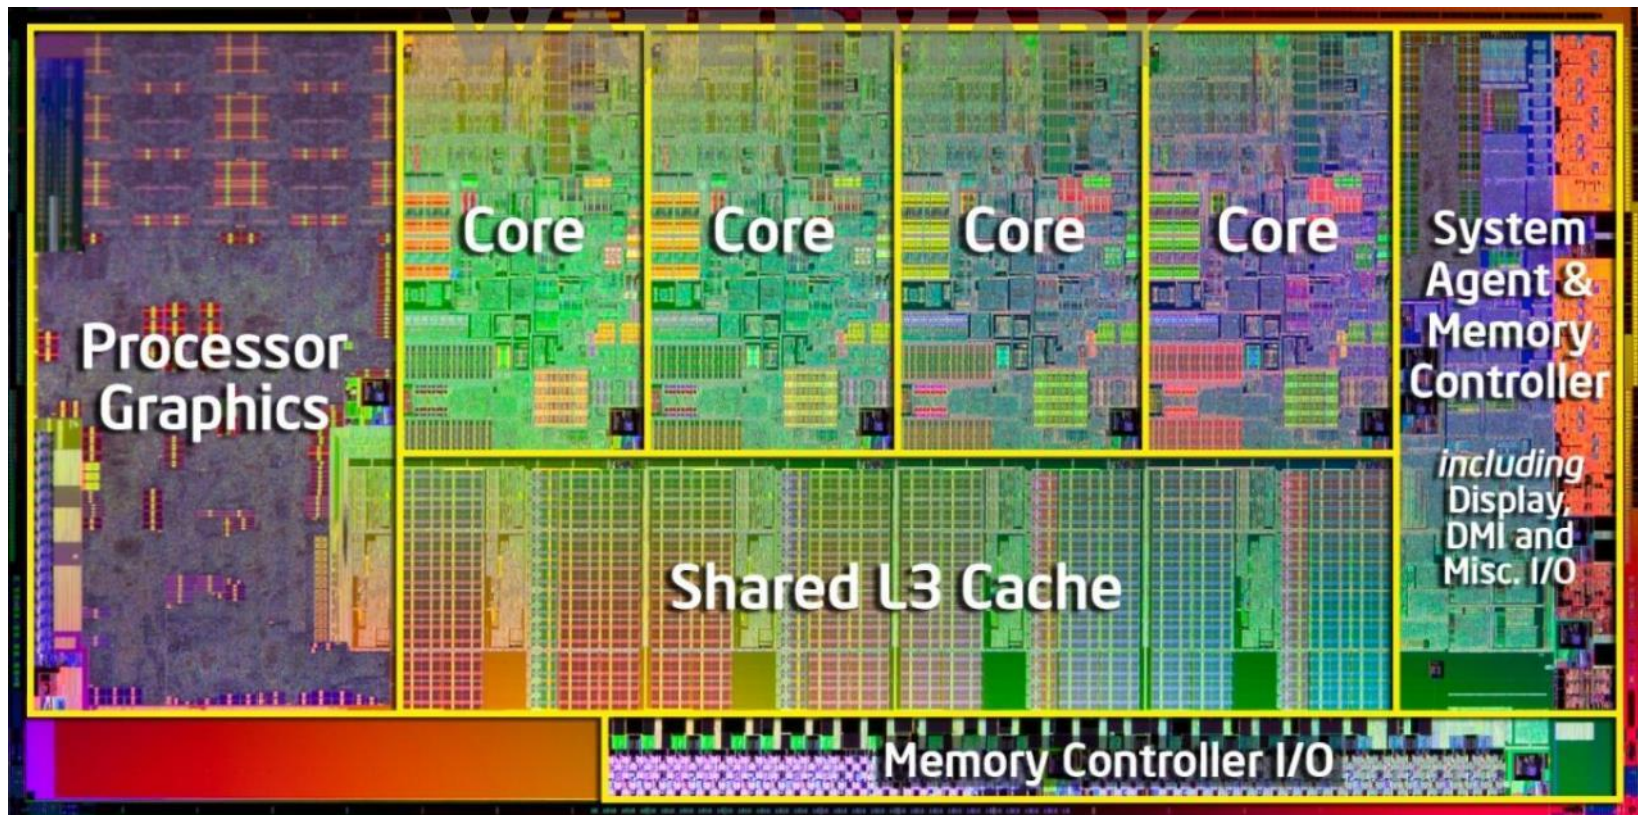 WATERMARK
Core
Core
Core
Core
Processor
Graphics
System
Agent &
Memory
Controller
including
Display,
DMI and
Misc. I/O
Shared L3 Cache
Memory Controller I/O